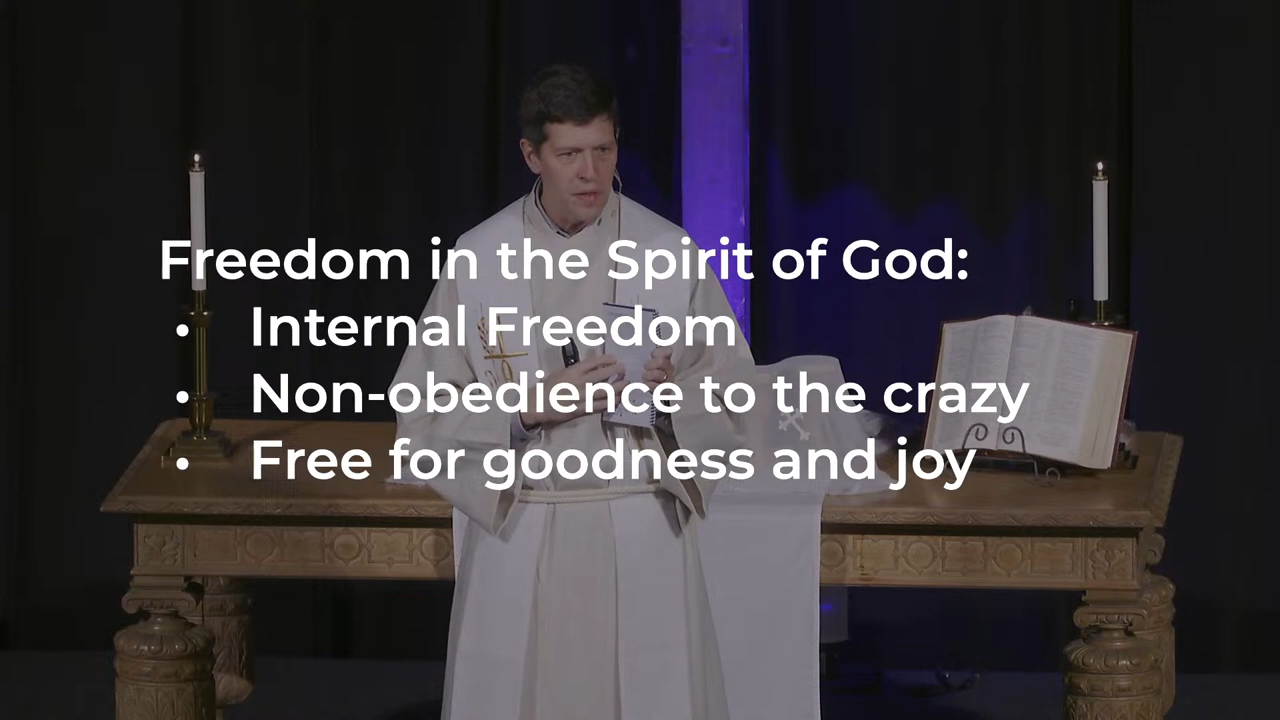 Freedom in the Spirit of God:
• Internal Freedom
• Non-obedience to the crazy
• Free for goodness and joy